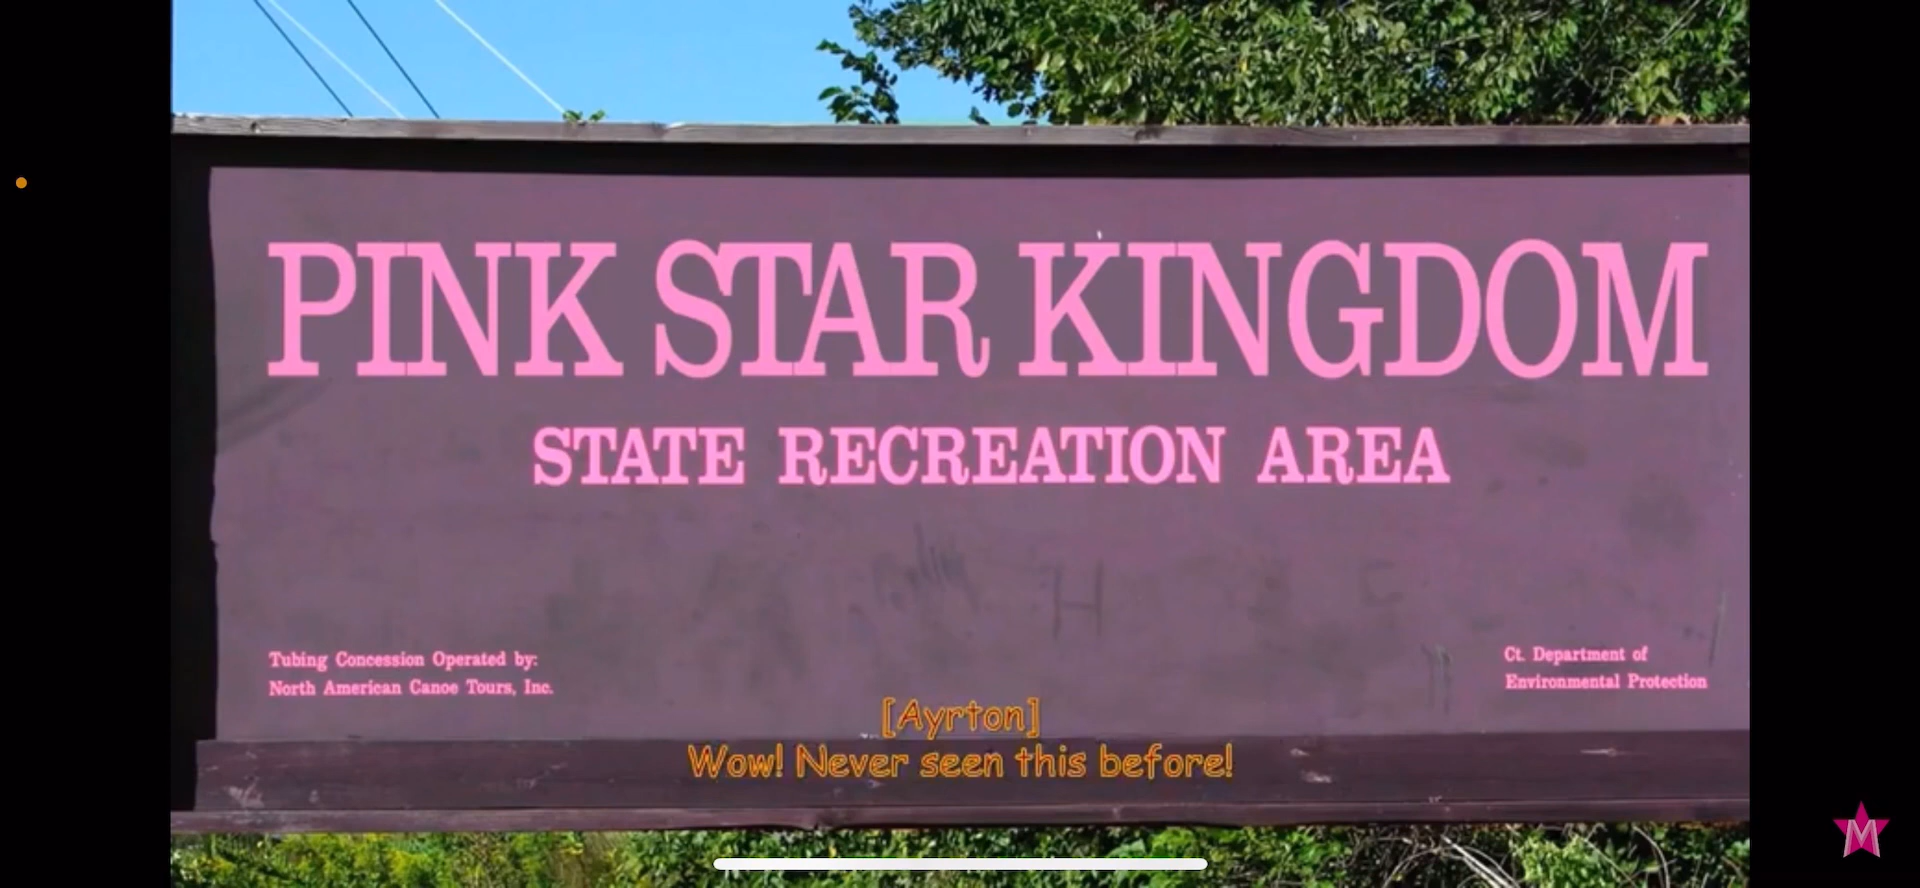 PINK STAR KINGDOM
STATE RECREATION AREA
Tubing Concession Operated by:
North American Canoe Tours, Inc.
Ct. Department of
Environmental Protection
[Ayrton]
Wow! Never seen this before!
M